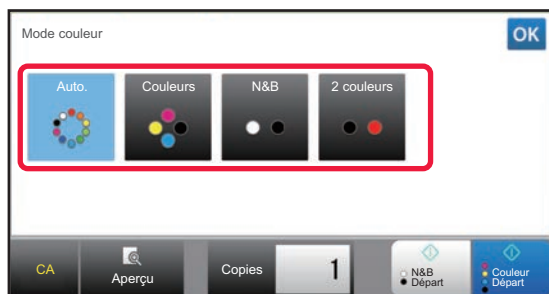 Mode couleur
OK
Auto.
Couleurs
N&B
2 couleurs
CA
Aperçu
Copies
1
N&B
Départ
Couleur
Départ